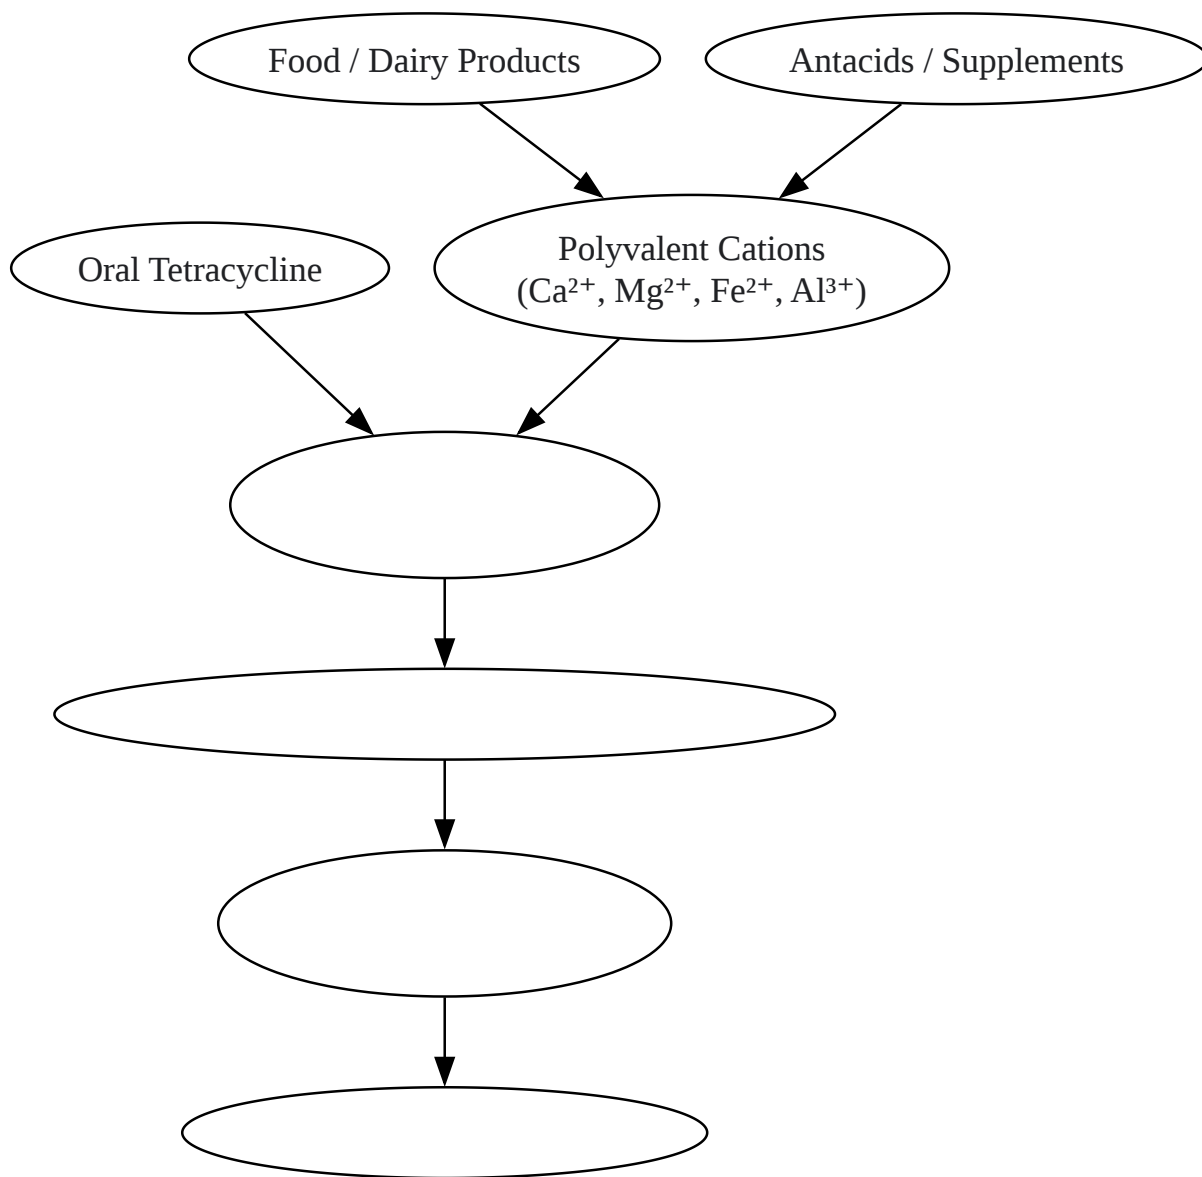 Food / Dairy Products
Antacids / Supplements
Oral Tetracycline
Polyvalent Cations
(Ca²⁺, Mg²⁺, Fe²⁺, Al³⁺)